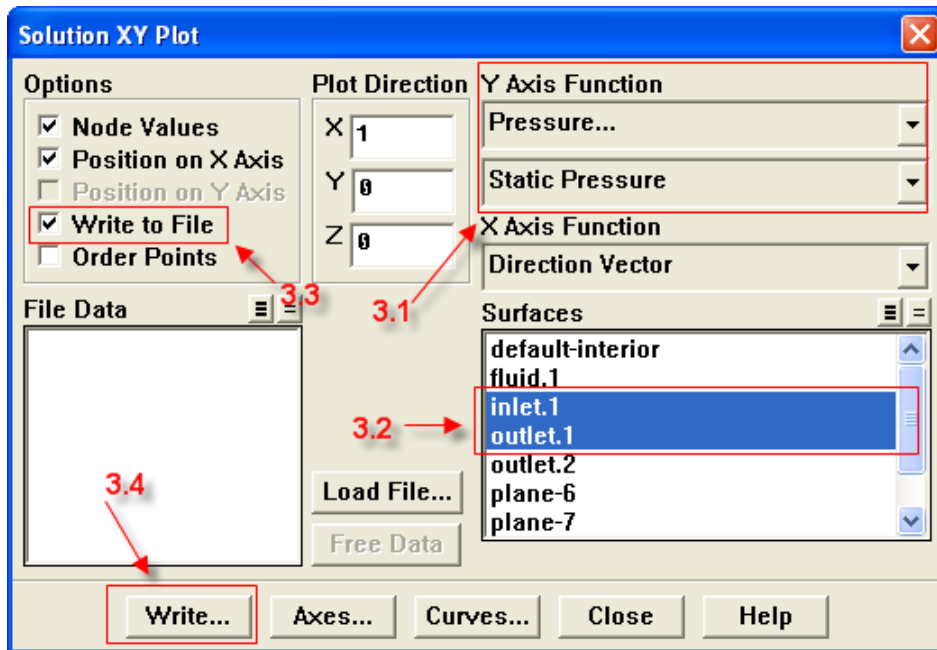 Solution XY Plot
Options
Node Values
Position on X Axis
Position on Y Axis
Write to File
Order Points
Plot Direction
X 1
Y 0
Z 0
Y Axis Function
Pressure...
Static Pressure
X Axis Function
Direction Vector
3.3
3.1
File Data
Surfaces
default-interior
fluid.1
inlet.1
outlet.1
outlet.2
plane-6
plane-7
3.2
3.4
Load File...
Free Data
Write...
Axes...
Curves...
Close
Help